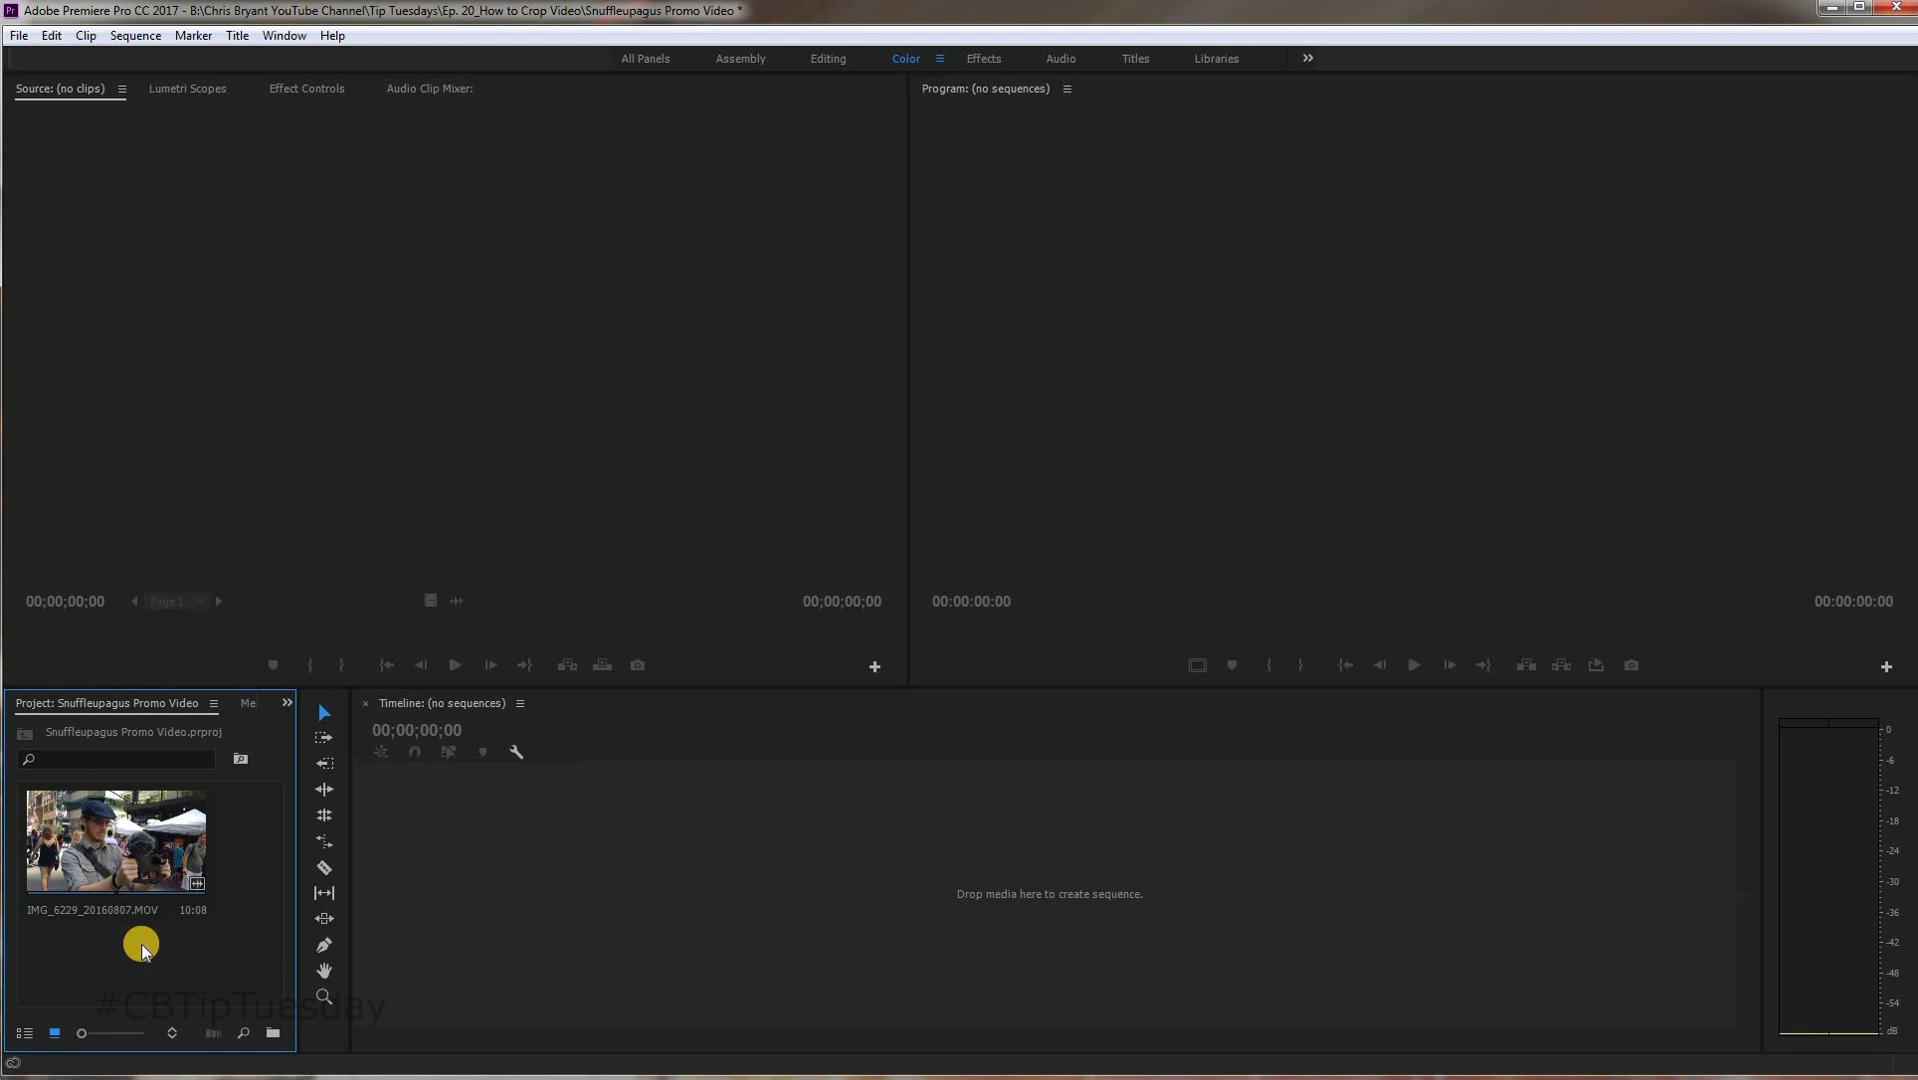 Pr Adobe Premiere Pro CC 2017 - B:\Chris Bryant YouTube Channel\Tip Tuesdays\Ep. 20_How to Crop Video\Snuffleupagus Promo Video *
File Edit Clip Sequence Marker Title Window Help
All Panels Assembly Editing Color Effects Audio Titles Libraries
Source: (no clips) Lumetri Scopes Effect Controls Audio Clip Mixer: Program: (no sequences)
00;00;00;00 Page 1 00;00;00;00 00:00:00:00 00:00:00:00
Project: Snuffleupagus Promo Video Me Timeline: (no sequences)
Snuffleupagus Promo Video.prproj
00;00;00;00
IMG_6229_20160807.MOV 10:08
Drop media here to create sequence.
#CBTipTuesday
0
-6
-12
-18
-24
-30
-36
-42
-48
-54
dB